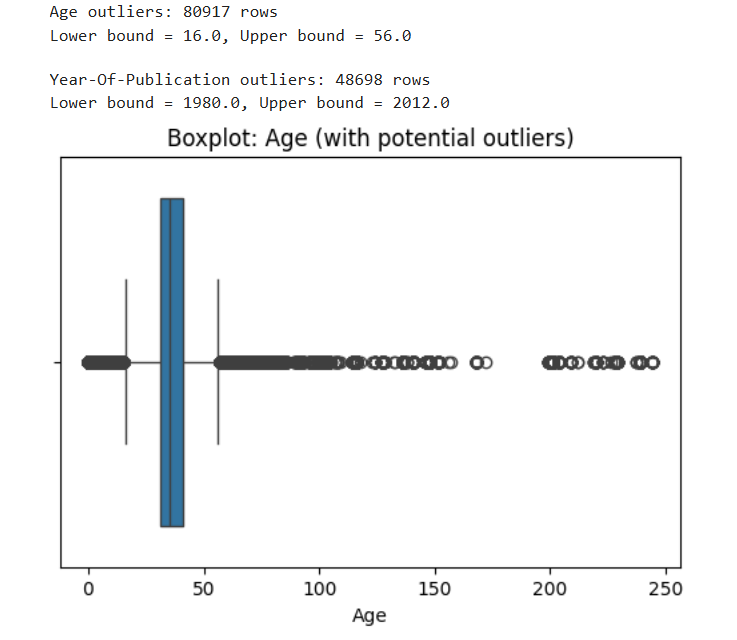 Age outliers: 80917 rows
Lower bound = 16.0, Upper bound = 56.0
Year-Of-Publication outliers: 48698 rows
Lower bound = 1980.0, Upper bound = 2012.0
Boxplot: Age (with potential outliers)
0 50 100 150 200 250
Age